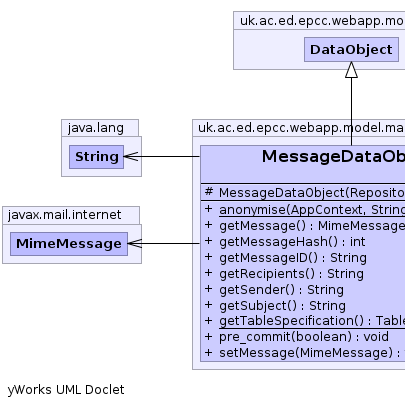 uk.ac.ed.epcc.webapp.mo
DataObject
java.lang
String
uk.ac.ed.epcc.webapp.model.ma
MessageDataOb
# MessageDataObject(Reposito
+ anonymise(AppContext, String
+ getMessage() : MimeMessage
+ getMessageHash() : int
+ getMessageID() : String
+ getRecipients() : String
+ getSender() : String
+ getSubject() : String
+ getTableSpecification() : Table
+ pre_commit(boolean) : void
+ setMessage(MimeMessage) :
javax.mail.internet
MimeMessage
yWorks UML Doclet